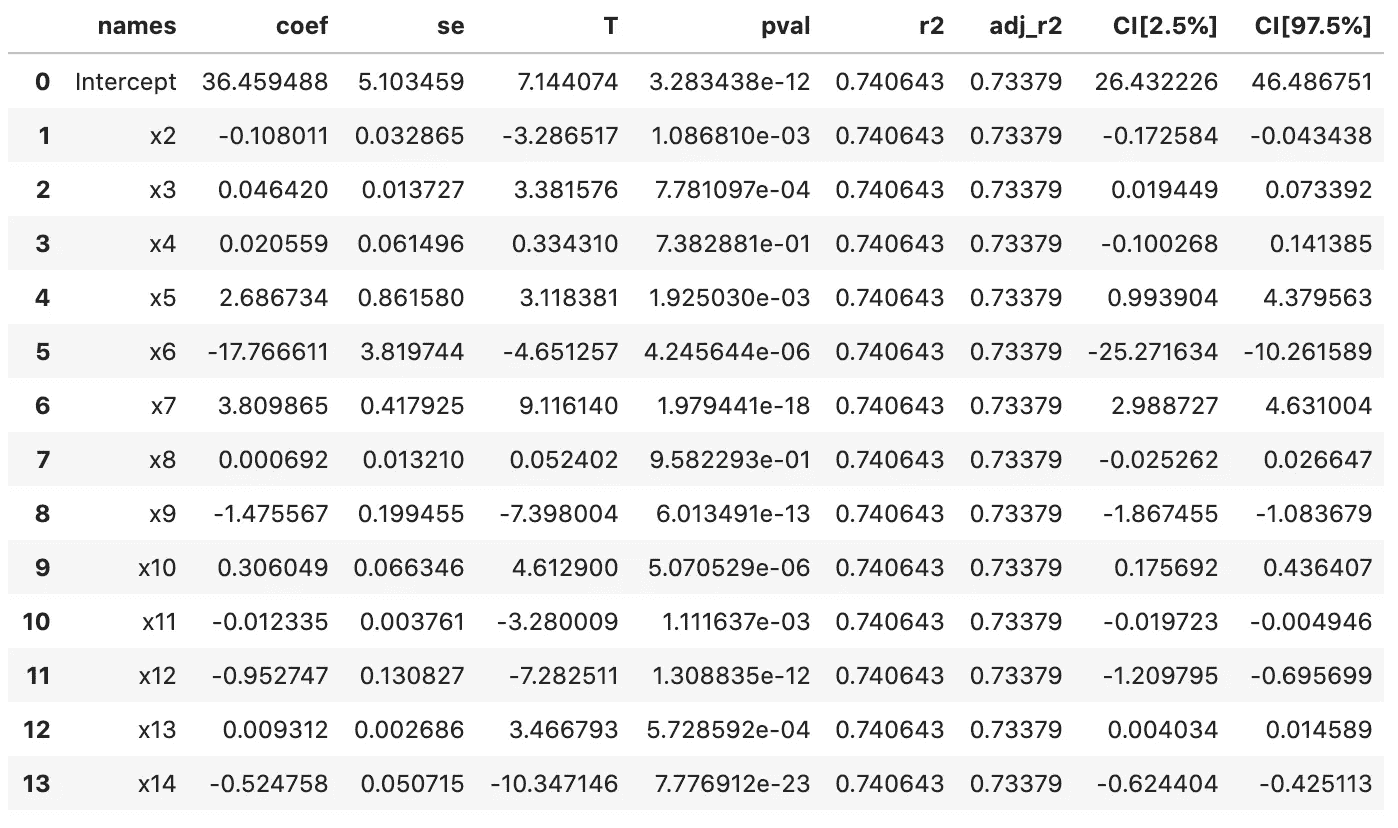 names coef se T pval r2 adj_r2 CI[2.5%] CI[97.5%]
0 Intercept 36.459488 5.103459 7.144074 3.283438e-12 0.740643 0.73379 26.432226 46.486751
1 x2 -0.108011 0.032865 -3.286517 1.086810e-03 0.740643 0.73379 -0.172584 -0.043438
2 x3 0.046420 0.013727 3.381576 7.781097e-04 0.740643 0.73379 0.019449 0.073392
3 x4 0.020559 0.061496 0.334310 7.382881e-01 0.740643 0.73379 -0.100268 0.141385
4 x5 2.686734 0.861580 3.118381 1.925030e-03 0.740643 0.73379 0.993904 4.379563
5 x6 -17.766611 3.819744 -4.651257 4.245644e-06 0.740643 0.73379 -25.271634 -10.261589
6 x7 3.809865 0.417925 9.116140 1.979441e-18 0.740643 0.73379 2.988727 4.631004
7 x8 0.000692 0.013210 0.052402 9.582293e-01 0.740643 0.73379 -0.025262 0.026647
8 x9 -1.475567 0.199455 -7.398004 6.013491e-13 0.740643 0.73379 -1.867455 -1.083679
9 x10 0.306049 0.066346 4.612900 5.070529e-06 0.740643 0.73379 0.175692 0.436407
10 x11 -0.012335 0.003761 -3.280009 1.111637e-03 0.740643 0.73379 -0.019723 -0.004946
11 x12 -0.952747 0.130827 -7.282511 1.308835e-12 0.740643 0.73379 -1.209795 -0.695699
12 x13 0.009312 0.002686 3.466793 5.728592e-04 0.740643 0.73379 0.004034 0.014589
13 x14 -0.524758 0.050715 -10.347146 7.776912e-23 0.740643 0.73379 -0.624404 -0.425113